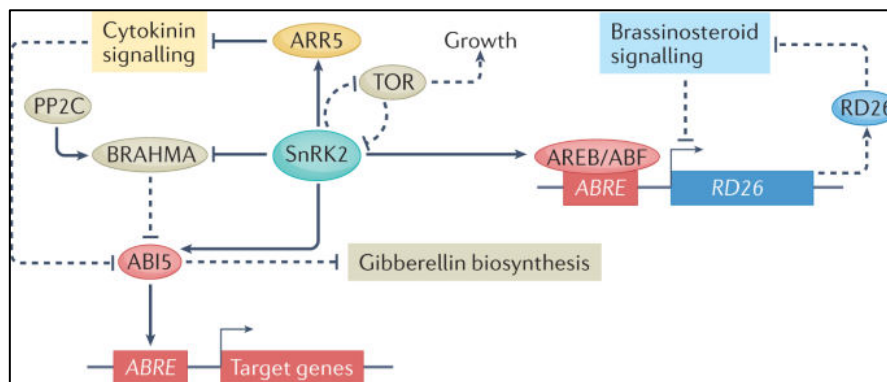 Cytokinin
signalling
ARR5
Growth
Brassinosteroid
signalling
TOR
PP2C
RD26
BRAHMA
SnRK2
AREB/ABF
ABRE
RD26
ABI5
Gibberellin biosynthesis
ABRE
Target genes